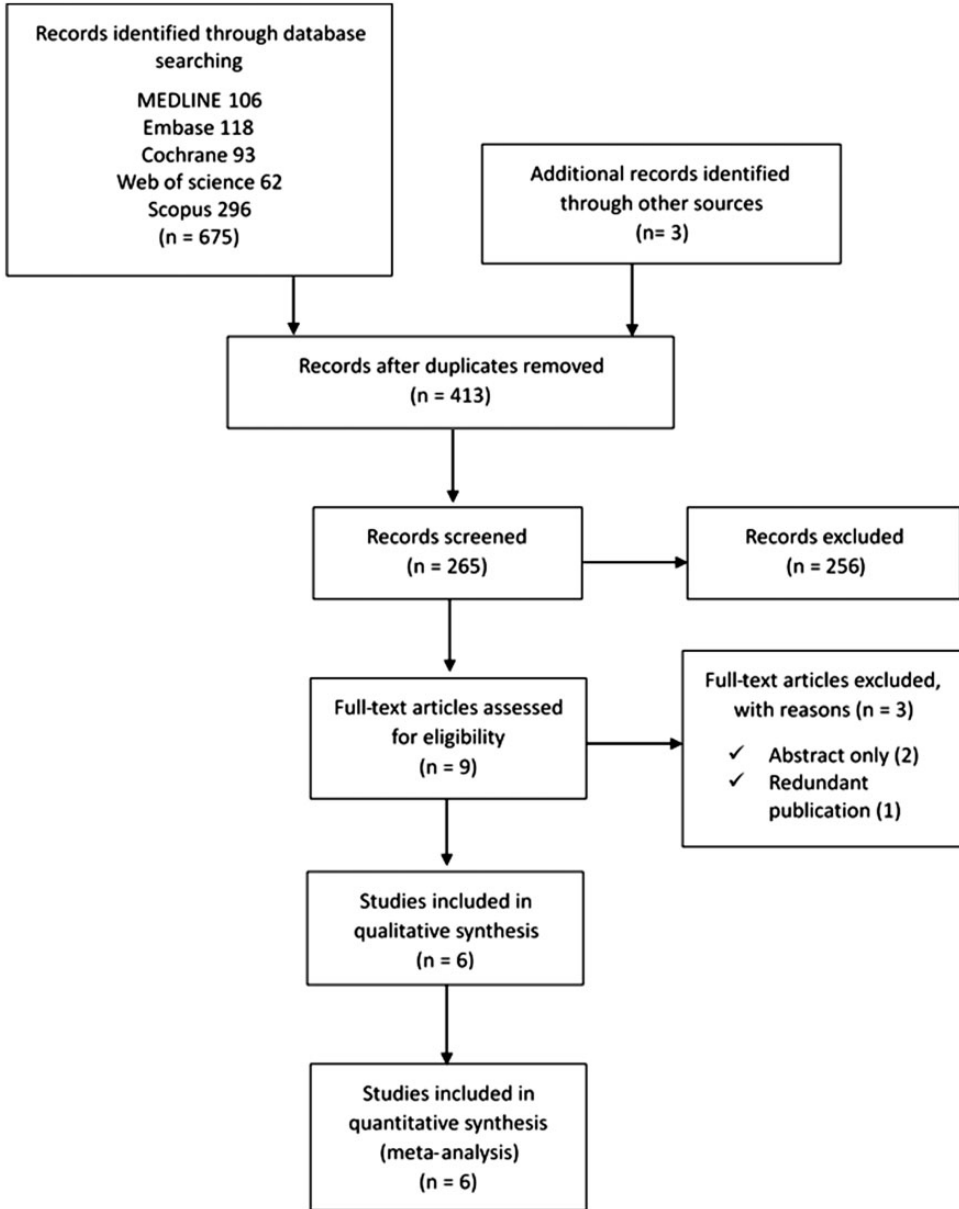 Records identified through database
searching
MEDLINE 106
Embase 118
Cochrane 93
Web of science 62
Scopus 296
(n = 675)
Additional records identified
through other sources
(n= 3)
Records after duplicates removed
(n = 413)
Records screened
(n = 265)
Records excluded
(n = 256)
Full-text articles assessed
for eligibility
(n = 9)
Full-text articles excluded,
with reasons (n = 3)
✓ Abstract only (2)
✓ Redundant
publication (1)
Studies included in
qualitative synthesis
(n = 6)
Studies included in
quantitative synthesis
(meta-analysis)
(n = 6)